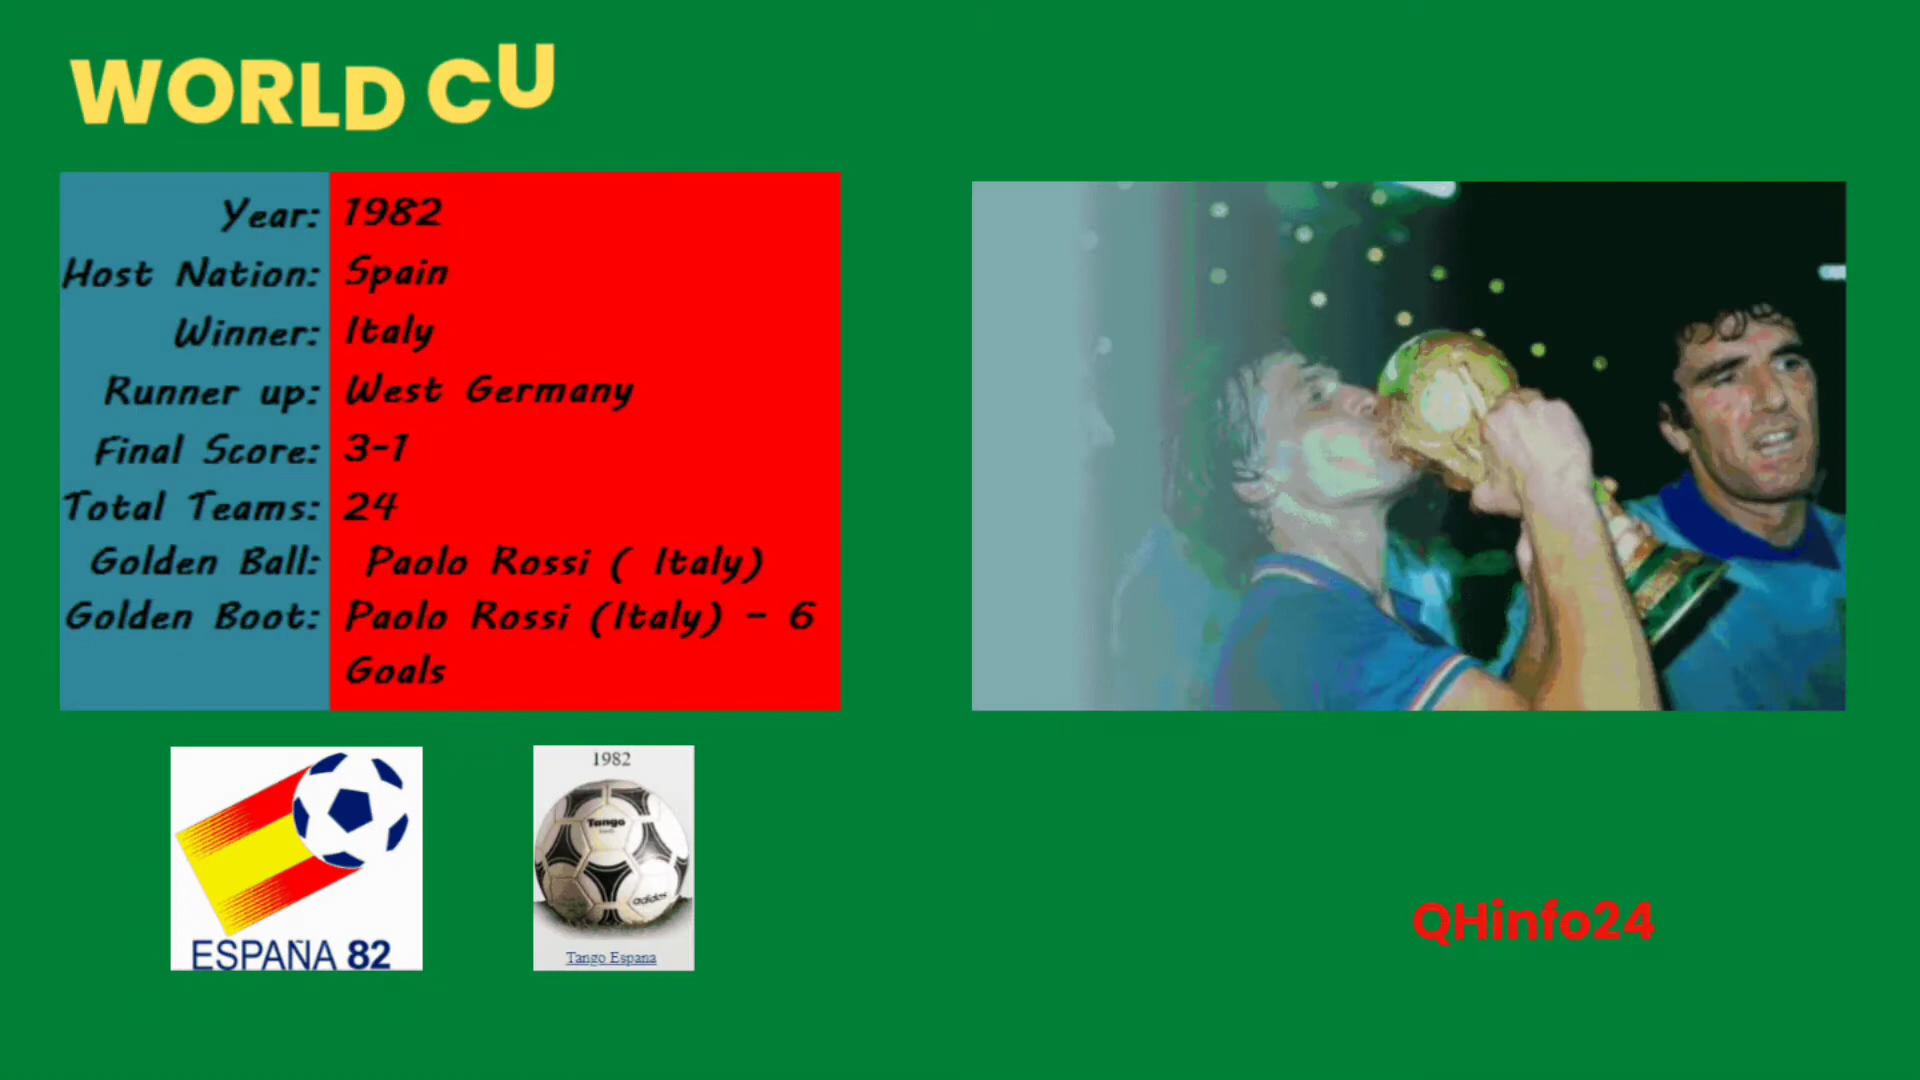 WORLD CU
Year: 1982
Host Nation: Spain
Winner: Italy
Runner up: West Germany
Final Score: 3-1
Total Teams: 24
Golden Ball: Paolo Rossi ( Italy)
Golden Boot: Paolo Rossi (Italy) - 6
Goals
ESPAÑA 82
1982
Tango
adidas
Tango Espana
QHinfo24